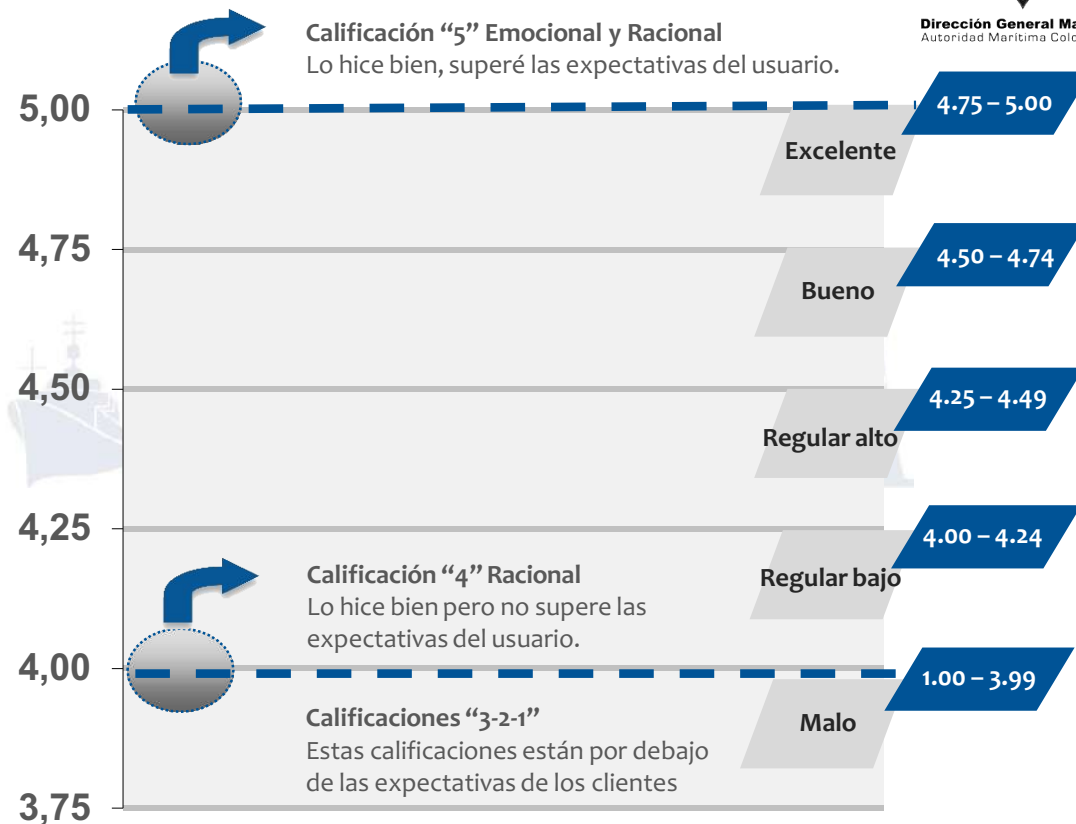 Dirección General Ma
Autoridad Marítima Colo
Calificación “5” Emocional y Racional
Lo hice bien, superé las expectativas del usuario.
5,00
4.75 – 5.00
Excelente
4,75
4.50 – 4.74
Bueno
4,50
4.25 – 4.49
Regular alto
4,25
4.00 – 4.24
Regular bajo
Calificación “4” Racional
Lo hice bien pero no supere las
expectativas del usuario.
4,00
1.00 – 3.99
Malo
Calificaciones “3-2-1”
Estas calificaciones están por debajo
de las expectativas de los clientes
3,75